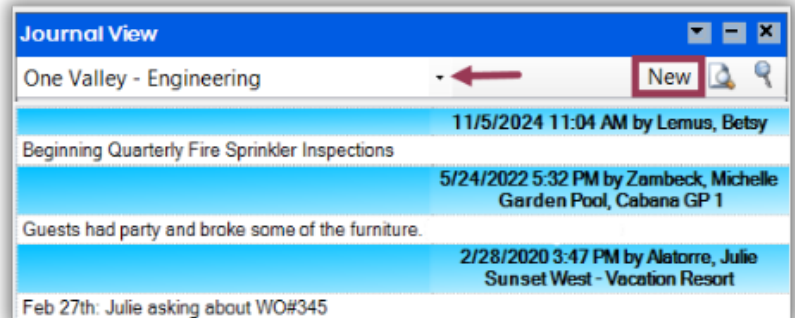 Journal View
One Valley - Engineering
New
11/5/2024 11:04 AM by Lemus, Betsy
Beginning Quarterly Fire Sprinkler Inspections
5/24/2022 5:32 PM by Zambeck, Michelle
Garden Pool, Cabana GP 1
Guests had party and broke some of the furniture.
2/28/2020 3:47 PM by Alatorre, Julie
Sunset West - Vacation Resort
Feb 27th: Julie asking about WO#345